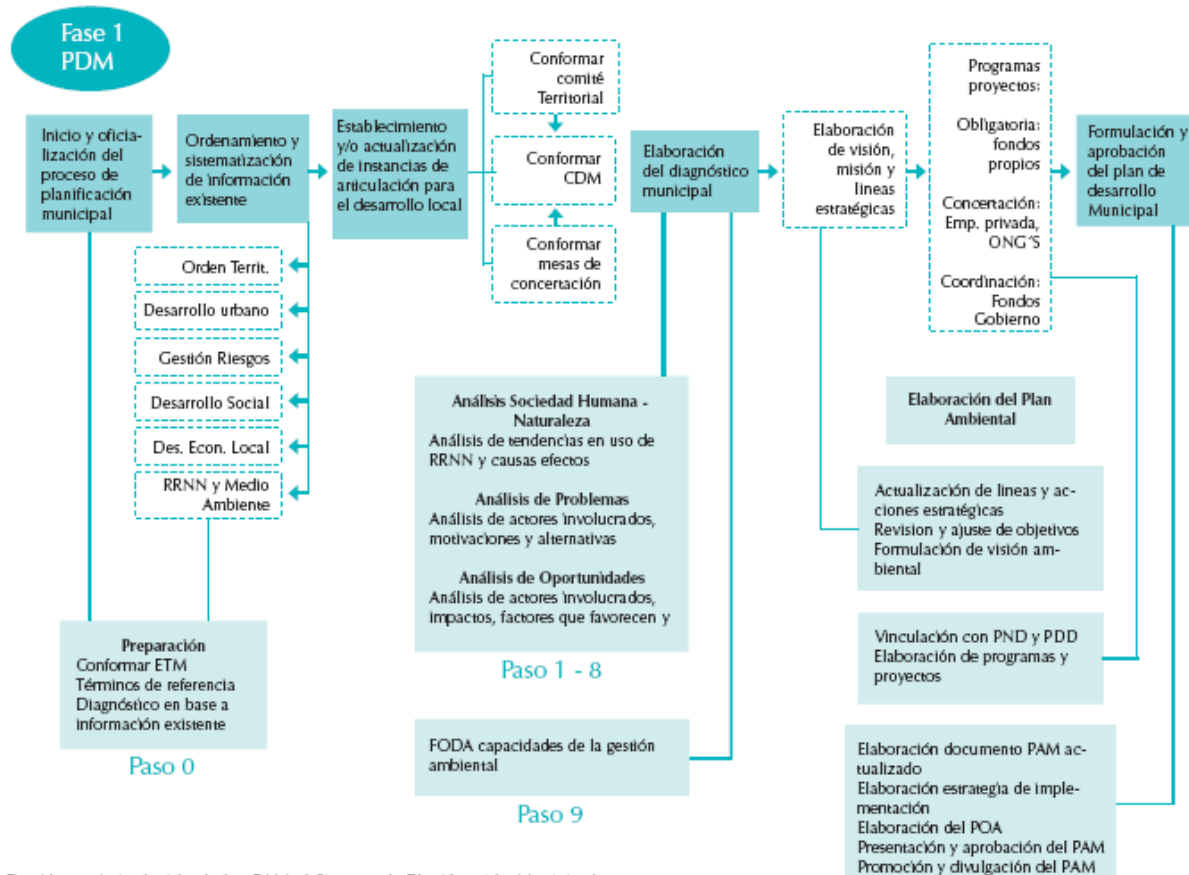 Fase 1
PDM
Inicio y oficia-
lización del
proceso de
planificación
municipal
Ordenamiento y
sistematización
de información
existente
Establecimiento
y/o actualización
de instancias de
articulación para
el desarrollo local
Conformar
comité
Territorial
Conformar
CDM
Conformar
mesas de
concertación
Elaboración
del diagnóstico
municipal
Elaboración
de visión,
misión y
lineas
estratégicas
Programas
proyectos:
Obligatoria:
fondos
propios
Concertación:
Emp. privada,
ONG´S
Coordinación:
Fondos
Gobierno
Formulación y
aprobación
del plan de
desarrollo
Municipal
Orden Territ.
Desarrollo urbano
Gestión Riesgos
Desarrollo Social
Des. Econ. Local
RRNN y Medio
Ambiente
Preparación
Conformar ETM
Términos de referencia
Diagnóstico en base a
información existente
Paso 0
Análisis Sociedad Humana -
Naturaleza
Análisis de tendencias en uso de
RRNN y causas efectos
Análisis de Problemas
Análisis de actores involucrados,
motivaciones y alternativas
Análisis de Oportunidades
Análisis de actores involucrados,
impactos, factores que favorecen y
Paso 1 - 8
FODA capacidades de la gestión
ambiental
Paso 9
Elaboración del Plan
Ambiental
Actualización de lineas y ac-
ciones estratégicas
Revision y ajuste de objetivos
Formulación de visión am-
biental
Vinculación con PND y PDD
Elaboración de programas y
proyectos
Elaboración documento PAM ac-
tualizado
Elaboración estrategia de imple-
mentación
Elaboración del POA
Presentación y aprobación del PAM
Promoción y divulgación del PAM